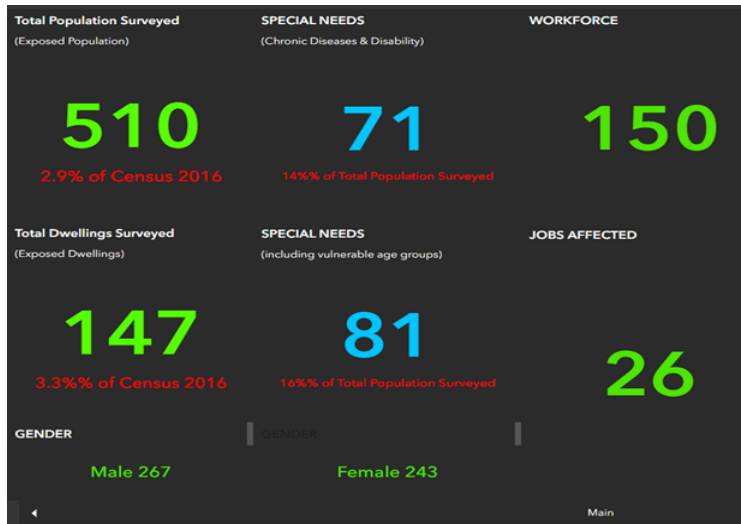 Total Population Surveyed
(Exposed Population)
510
2.9% of Census 2016
SPECIAL NEEDS
(Chronic Diseases & Disability)
71
14%% of Total Population Surveyed
WORKFORCE
150
Total Dwellings Surveyed
(Exposed Dwellings)
147
3.3%% of Census 2016
SPECIAL NEEDS
(including vulnerable age groups)
81
16%% of Total Population Surveyed
JOBS AFFECTED
26
GENDER
Male 267
GENDER
Female 243
Main